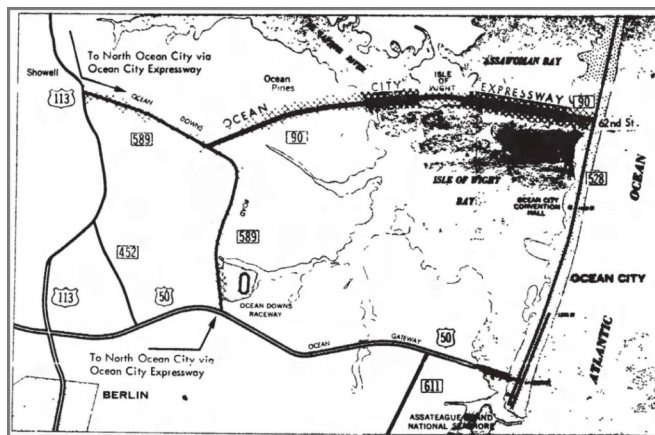 To North Ocean City via
Ocean City Expressway
Showell
113
OCEAN
DOWNS
589
Ocean
Pines
RIVER
ASSAWOMAN BAY
OCEAN
CITY
ISLE
OF
WIGHT
EXPRESSWAY
90
90
62nd St.
ISLE OF WIGHT
BAY
528
OCEAN CITY
CONVENTION
HALL
OCEAN
452
589
113
50
OCEAN DOWNS
RACEWAY
OCEAN CITY
ATLANTIC
OCEAN
GATEWAY
50
To North Ocean City via
Ocean City Expressway
BERLIN
611
ASSATEAGUE ISLAND
NATIONAL SEASHORE